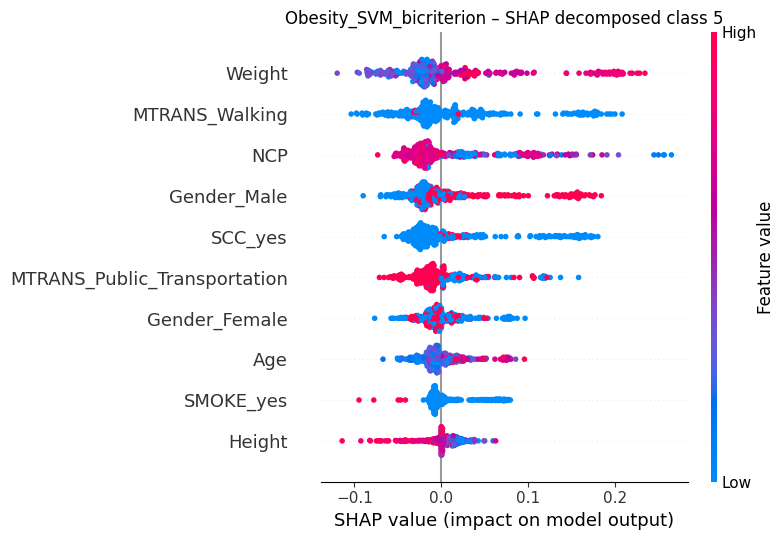 Obesity_SVM_bicriterion – SHAP decomposed class 5
High
Weight
MTRANS_Walking
NCP
Gender_Male
SCC_yes
MTRANS_Public_Transportation
Gender_Female
Age
SMOKE_yes
Height
Feature value
Low
−0.1 0.0 0.1 0.2
SHAP value (impact on model output)